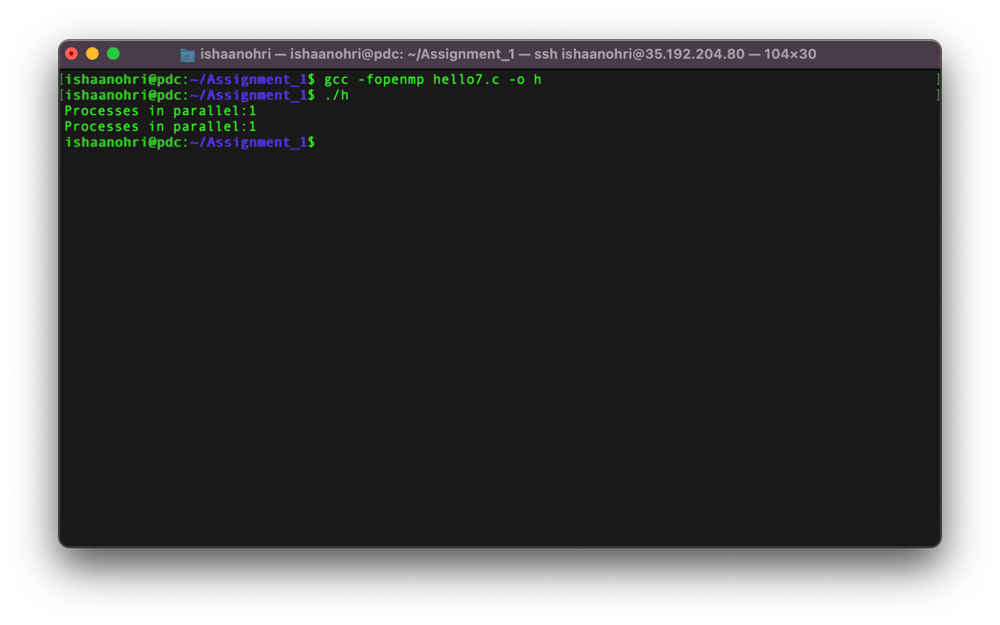 ishaanohri — ishaanohri@pdc: ~/Assignment_1 — ssh ishaanohri@35.192.204.80 — 104×30
[ishaanohri@pdc:~/Assignment_1$ gcc -fopenmp hello7.c -o h ]
[ishaanohri@pdc:~/Assignment_1$ ./h ]
Processes in parallel:1
Processes in parallel:1
ishaanohri@pdc:~/Assignment_1$